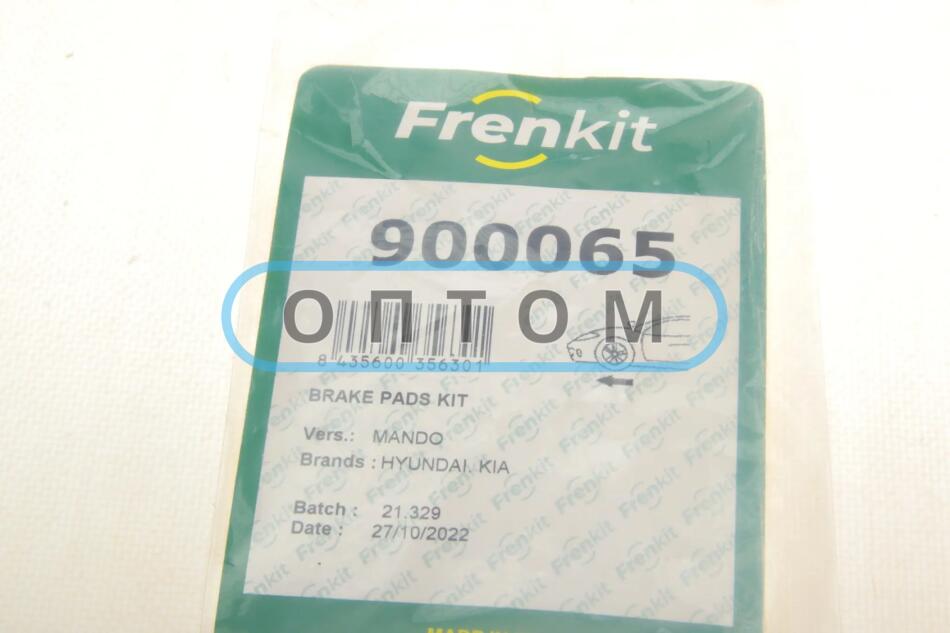 Frenkit
900065
ОПТОМ
8 435600 356301
BRAKE PADS KIT
Vers.: MANDO
Brands : HYUNDAI. KIA
Batch : 21.329
Date : 27/10/2022